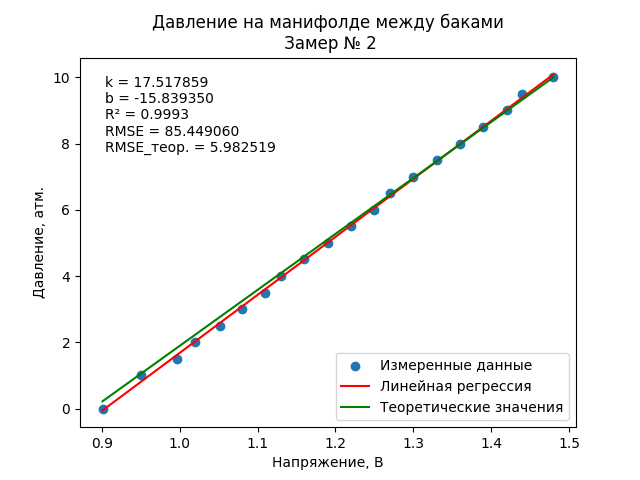 Давление на манифолде между баками
Замер № 2
k = 17.517859
b = -15.839350
R² = 0.9993
RMSE = 85.449060
RMSE_теор. = 5.982519
10
8
6
4
2
0
Давление, атм.
Измеренные данные
Линейная регрессия
Теоретические значения
0.9 1.0 1.1 1.2 1.3 1.4 1.5
Напряжение, В